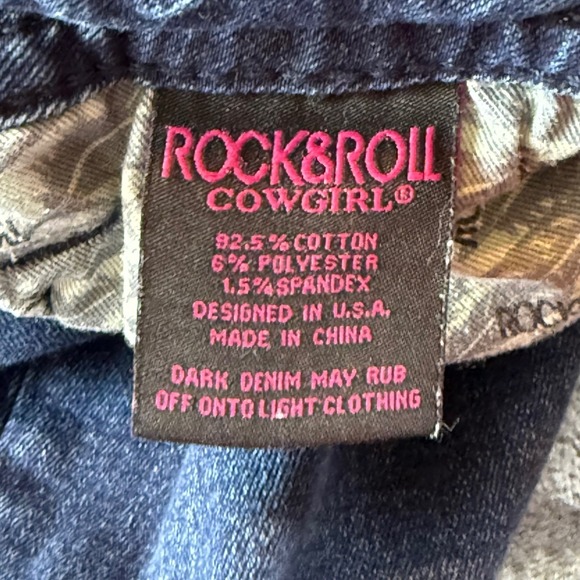 ROCK&ROLL
COWGIRL®
92.5% COTTON
6% POLYESTER
1.5% SPANDEX
DESIGNED IN U.S.A.
MADE IN CHINA
DARK DENIM MAY RUB
OFF ONTO LIGHT CLOTHING
ROCK